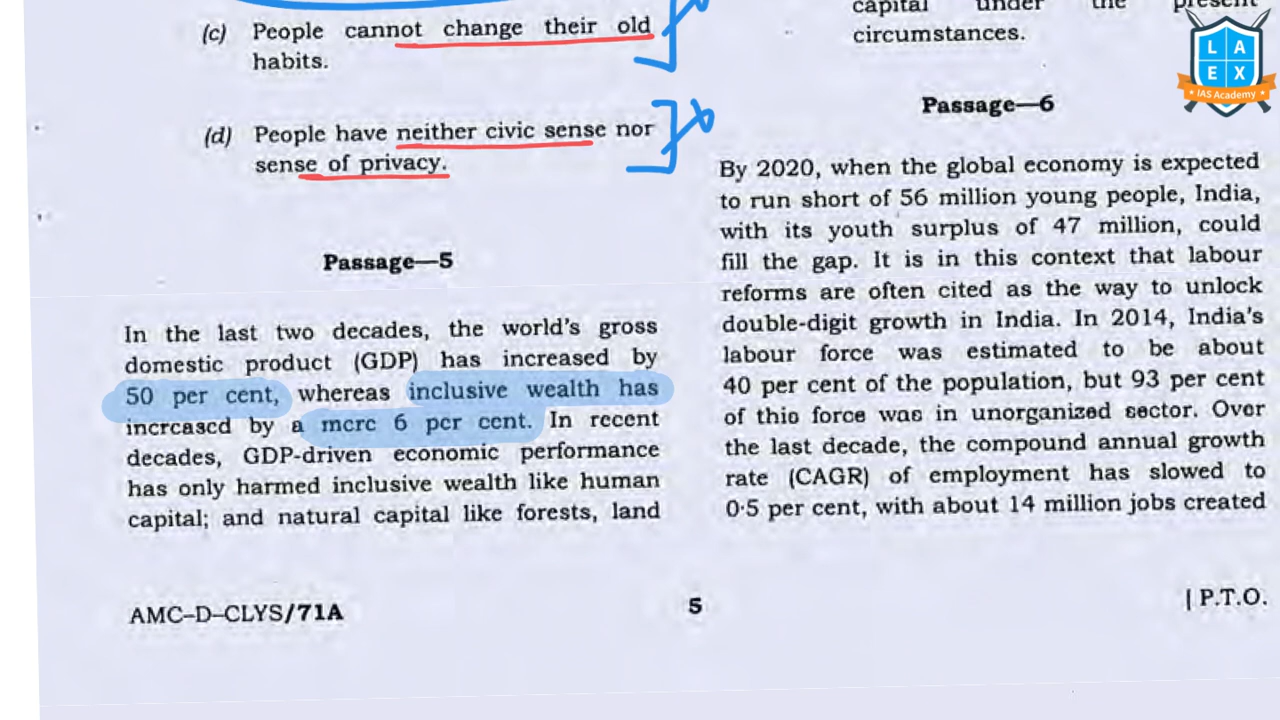 (c) People cannot change their old
habits.
(d) People have neither civic sense nor
sense of privacy.
Passage—5
In the last two decades, the world's gross
domestic product (GDP) has increased by
50 per cent, whereas inclusive wealth has
increased by a mere 6 per cent. In recent
decades, GDP-driven economic performance
has only harmed inclusive wealth like human
capital; and natural capital like forests, land
capital under the present
circumstances.
Passage—6
By 2020, when the global economy is expected
to run short of 56 million young people, India,
with its youth surplus of 47 million, could
fill the gap. It is in this context that labour
reforms are often cited as the way to unlock
double-digit growth in India. In 2014, India's
labour force was estimated to be about
40 per cent of the population, but 93 per cent
of this force was in unorganized sector. Over
the last decade, the compound annual growth
rate (CAGR) of employment has slowed to
0·5 per cent, with about 14 million jobs created
AMC–D–CLYS/71A
5
| P.T.O.
L A
E X
IAS Academy